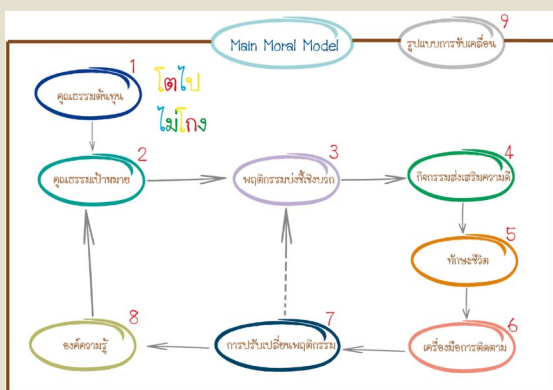 Main Moral Model
9
รูปแบบการขับเคลื่อน
1
คุณธรรมต้นทุน
โตไป
ไม่โกง
2
คุณธรรมเป้าหมาย
3
พฤติกรรมบ่งชี้เชิงบวก
4
กิจกรรมส่งเสริมความดี
5
ทักษะชีวิต
8
องค์ความรู้
7
การปรับเปลี่ยนพฤติกรรม
6
เครื่องมือการติดตาม